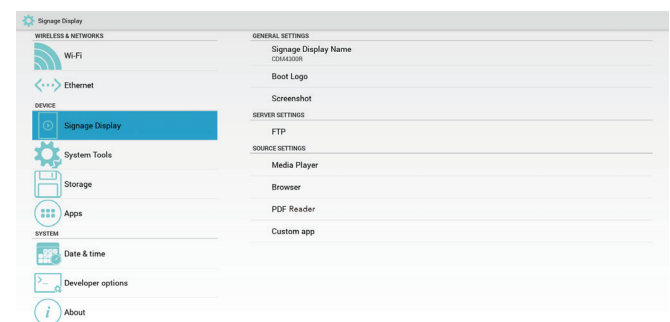 Signage Display
WIRELESS & NETWORKS
Wi-Fi
Ethernet
DEVICE
Signage Display
System Tools
Storage
Apps
SYSTEM
Date & time
Developer options
About
GENERAL SETTINGS
Signage Display Name
CDM4300R
Boot Logo
Screenshot
SERVER SETTINGS
FTP
SOURCE SETTINGS
Media Player
Browser
PDF Reader
Custom app